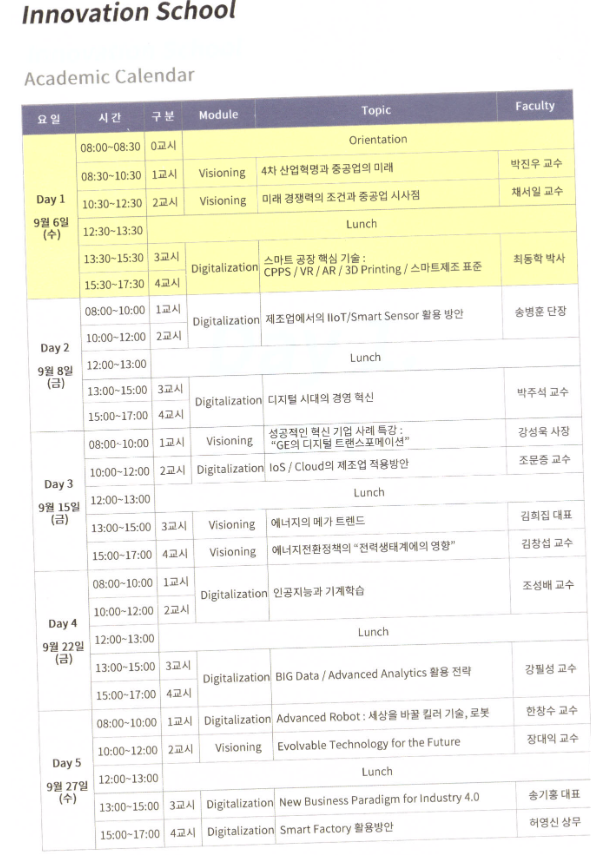 Innovation School
Academic Calendar
요일 시간 구분 Module Topic Faculty
Day 1
9월 6일
(수)
08:00~08:30 0교시 Orientation
08:30~10:30 1교시 Visioning 4차 산업혁명과 중공업의 미래 박진우 교수
10:30~12:30 2교시 Visioning 미래 경쟁력의 조건과 중공업 시사점 채서일 교수
12:30~13:30 Lunch
13:30~15:30 3교시
15:30~17:30 4교시
Digitalization
스마트 공장 핵심 기술 :
CPPS / VR / AR / 3D Printing / 스마트제조 표준
최동학 박사
Day 2
9월 8일
(금)
08:00~10:00 1교시
10:00~12:00 2교시
Digitalization 제조업에서의 IIoT/Smart Sensor 활용 방안 송병훈 단장
12:00~13:00 Lunch
13:00~15:00 3교시
15:00~17:00 4교시
Digitalization 디지털 시대의 경영 혁신 박주석 교수
Day 3
9월 15일
(금)
08:00~10:00 1교시 Visioning
성공적인 혁신 기업 사례 특강 :
"GE의 디지털 트랜스포메이션"
강성욱 사장
10:00~12:00 2교시 Digitalization IoS / Cloud의 제조업 적용방안 조문증 교수
12:00~13:00 Lunch
13:00~15:00 3교시 Visioning 에너지의 메가 트렌드 김희집 대표
15:00~17:00 4교시 Visioning 에너지전환정책의 "전력생태계에의 영향" 김창섭 교수
Day 4
9월 22일
(금)
08:00~10:00 1교시
10:00~12:00 2교시
Digitalization 인공지능과 기계학습 조성배 교수
12:00~13:00 Lunch
13:00~15:00 3교시
15:00~17:00 4교시
Digitalization BIG Data / Advanced Analytics 활용 전략 강필성 교수
Day 5
9월 27일
(수)
08:00~10:00 1교시 Digitalization Advanced Robot : 세상을 바꿀 킬러 기술, 로봇 한창수 교수
10:00~12:00 2교시 Visioning Evolvable Technology for the Future 장대익 교수
12:00~13:00 Lunch
13:00~15:00 3교시 Digitalization New Business Paradigm for Industry 4.0 송기홍 대표
15:00~17:00 4교시 Digitalization Smart Factory 활용방안 허영신 상무